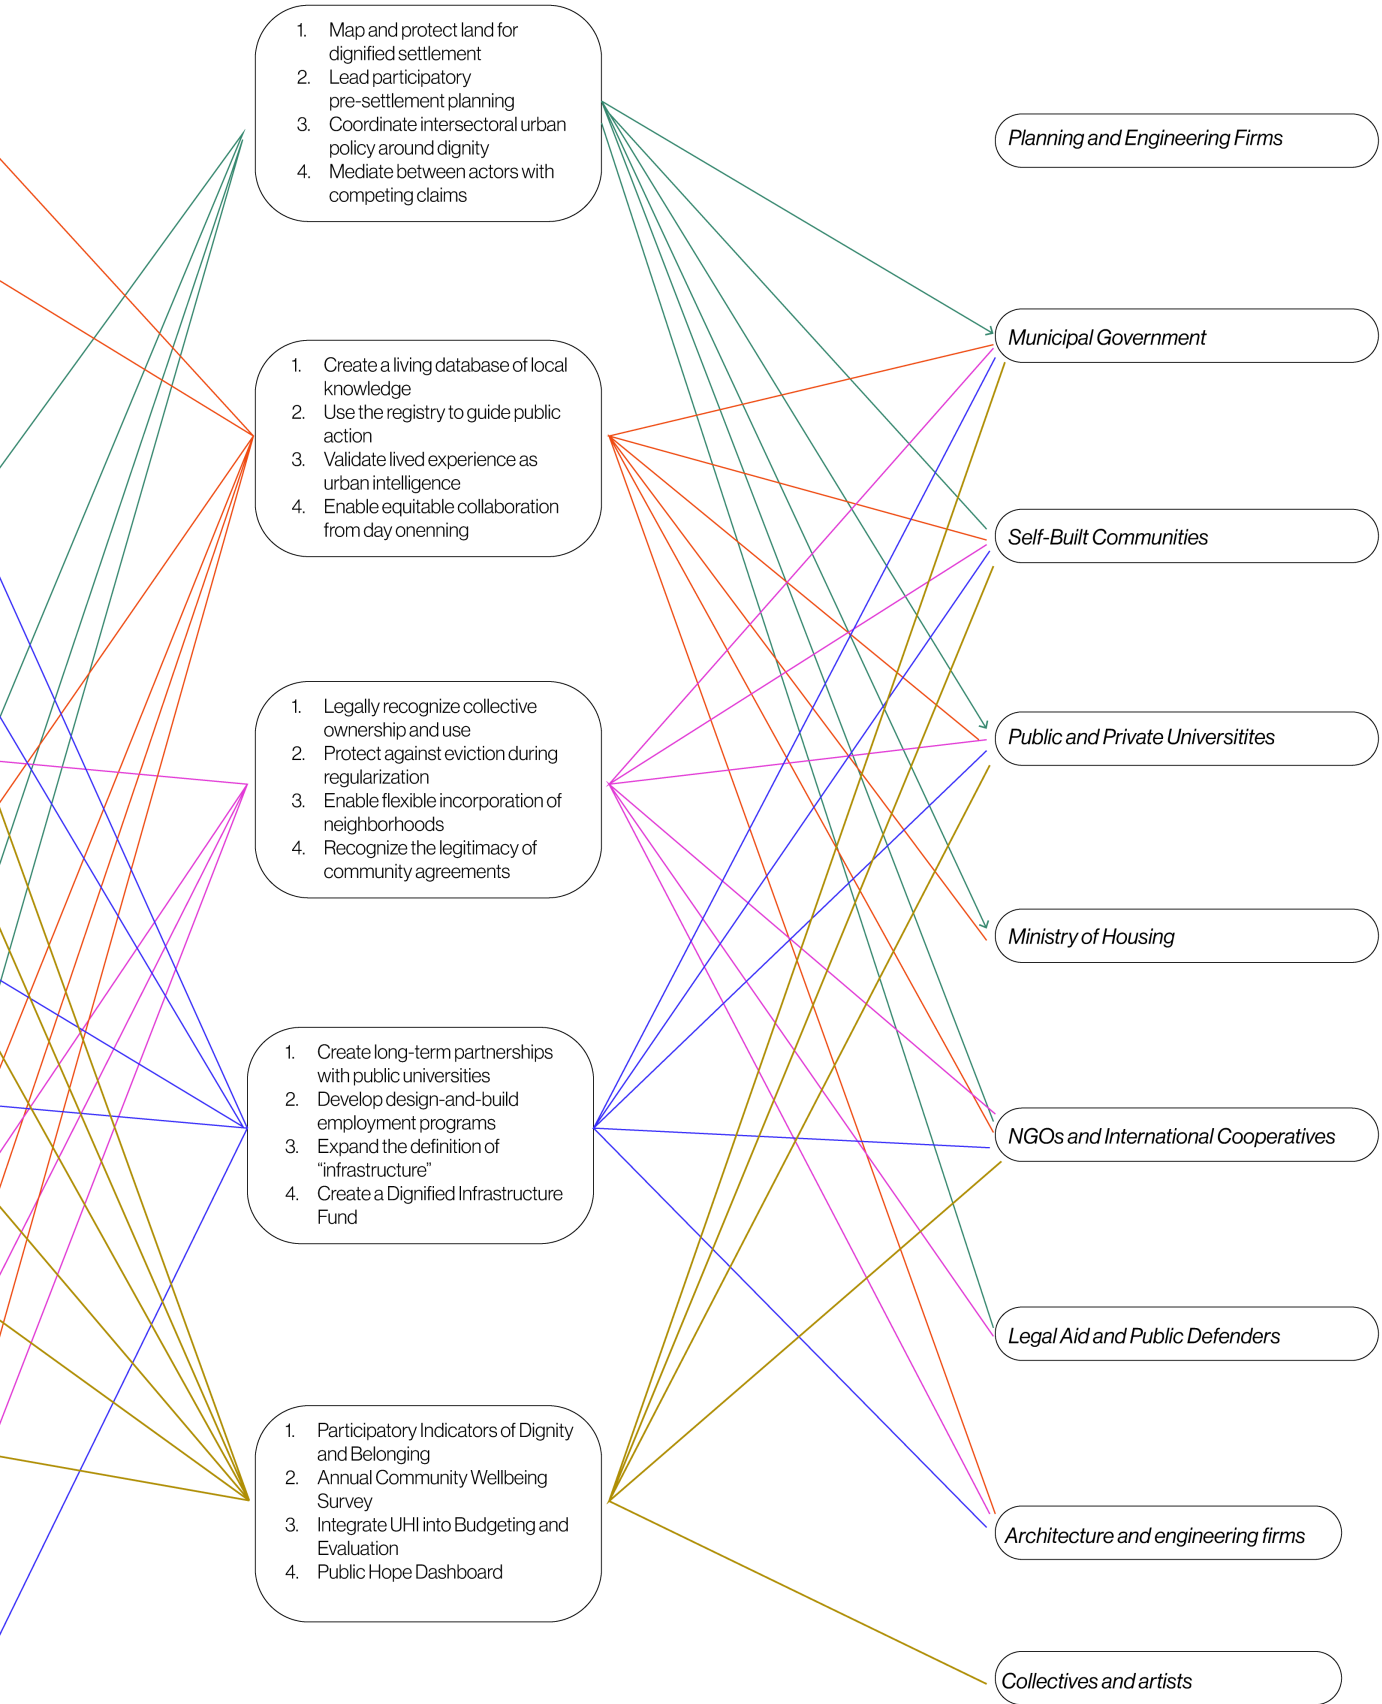 1. Map and protect land for
dignified settlement
2. Lead participatory
pre-settlement planning
3. Coordinate intersectoral urban
policy around dignity
4. Mediate between actors with
competing claims
Planning and Engineering Firms
Municipal Government
1. Create a living database of local
knowledge
2. Use the registry to guide public
action
3. Validate lived experience as
urban intelligence
4. Enable equitable collaboration
from day onenning
Self-Built Communities
1. Legally recognize collective
ownership and use
2. Protect against eviction during
regularization
3. Enable flexible incorporation of
neighborhoods
4. Recognize the legitimacy of
community agreements
Public and Private Universitites
Ministry of Housing
1. Create long-term partnerships
with public universities
2. Develop design-and-build
employment programs
3. Expand the definition of
“infrastructure”
4. Create a Dignified Infrastructure
Fund
NGOs and International Cooperatives
Legal Aid and Public Defenders
1. Participatory Indicators of Dignity
and Belonging
2. Annual Community Wellbeing
Survey
3. Integrate UHI into Budgeting and
Evaluation
4. Public Hope Dashboard
Architecture and engineering firms
Collectives and artists